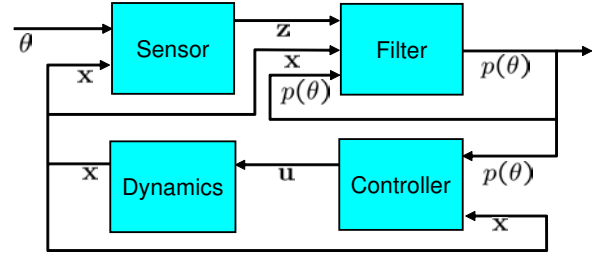 θ
Sensor
z
Filter
x
x
p(θ)
p(θ)
x
Dynamics
u
Controller
p(θ)
x